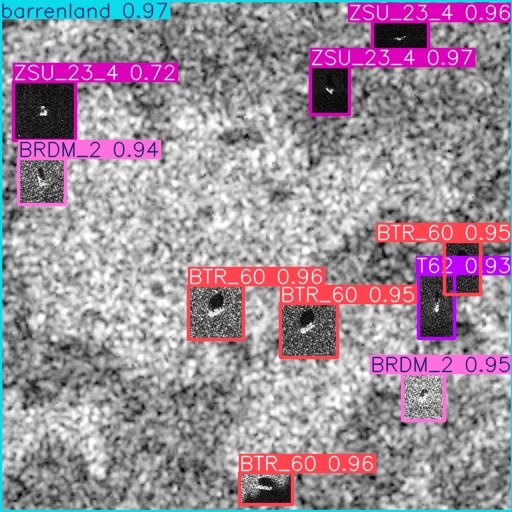 barrenland 0.97
ZSU_23_4 0.96
ZSU_23_4 0.97
ZSU_23_4 0.72
BRDM_2 0.94
BTR_60 0.95
T62 0.93
BTR_60 0.96
BTR_60 0.95
BRDM_2 0.95
BTR_60 0.96